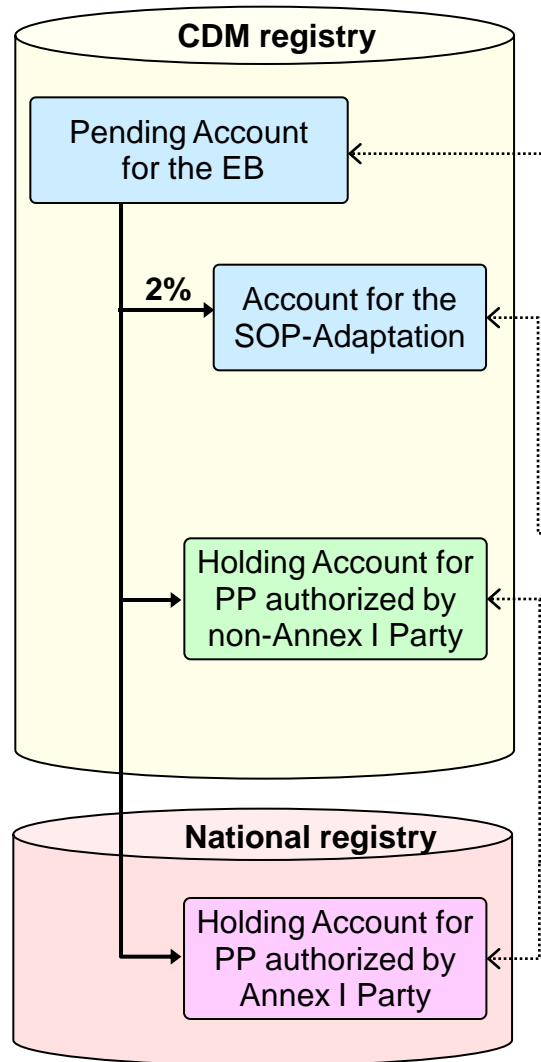 CDM registry
Pending Account
for the EB
2%
Account for the
SOP-Adaptation
Holding Account for
PP authorized by
non-Annex I Party
National registry
Holding Account for
PP authorized by
Annex I Party